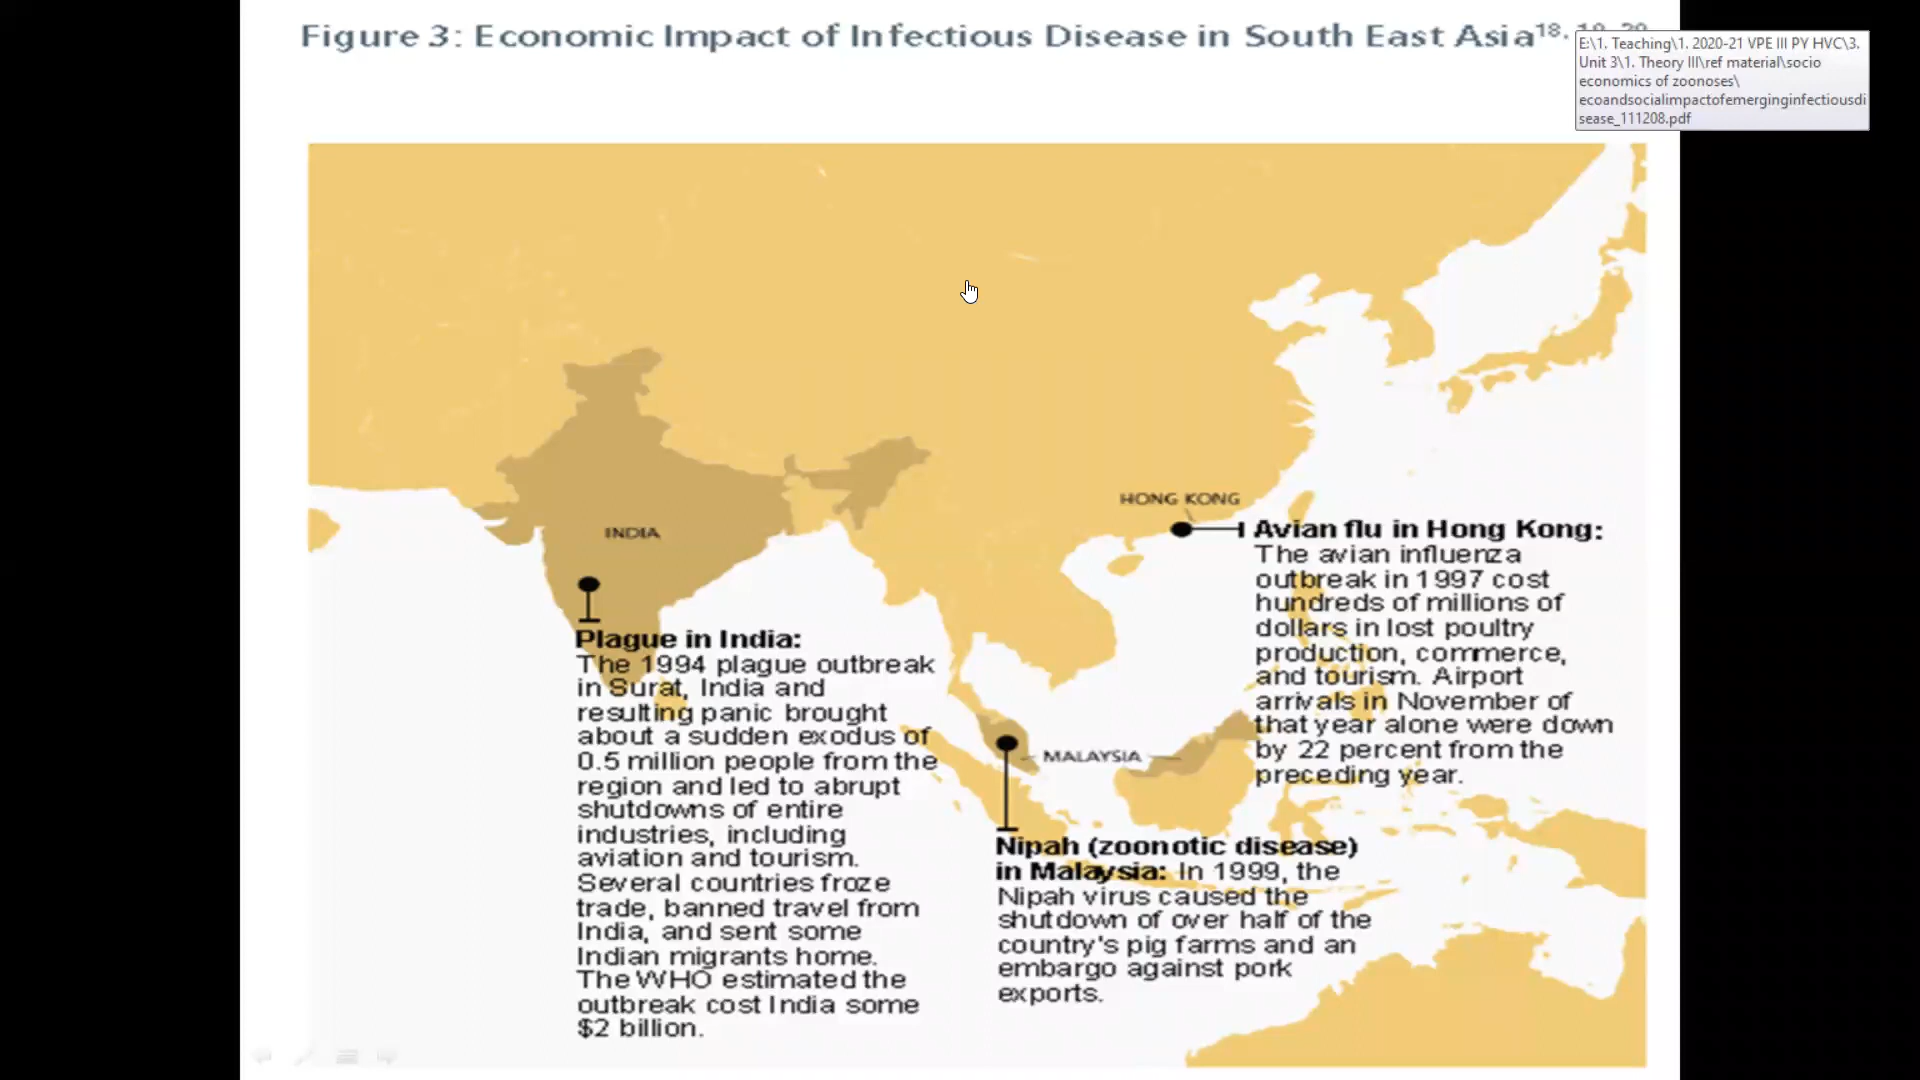 Figure 3: Economic Impact of Infectious Disease in South East Asia¹⁸,
E:\1. Teaching\1. 2020-21 VPE III PY HVC\3.
Unit 3\1. Theory III\ref material\socio
economics of zoonoses\
ecoandsocialimpactofemerginginfectiousdi
sease_111208.pdf
HONG KONG
Avian flu in Hong Kong:
The avian influenza
outbreak in 1997 cost
hundreds of millions of
dollars in lost poultry
production, commerce,
and tourism. Airport
arrivals in November of
that year alone were down
by 22 percent from the
preceding year.
INDIA
Plague in India:
The 1994 plague outbreak
in Surat, India and
resulting panic brought
about a sudden exodus of
0.5 million people from the
region and led to abrupt
shutdowns of entire
industries, including
aviation and tourism.
Several countries froze
trade, banned travel from
India, and sent some
Indian migrants home.
The WHO estimated the
outbreak cost India some
$2 billion.
MALAYSIA
Nipah (zoonotic disease)
in Malaysia: In 1999, the
Nipah virus caused the
shutdown of over half of the
country's pig farms and an
embargo against pork
exports.